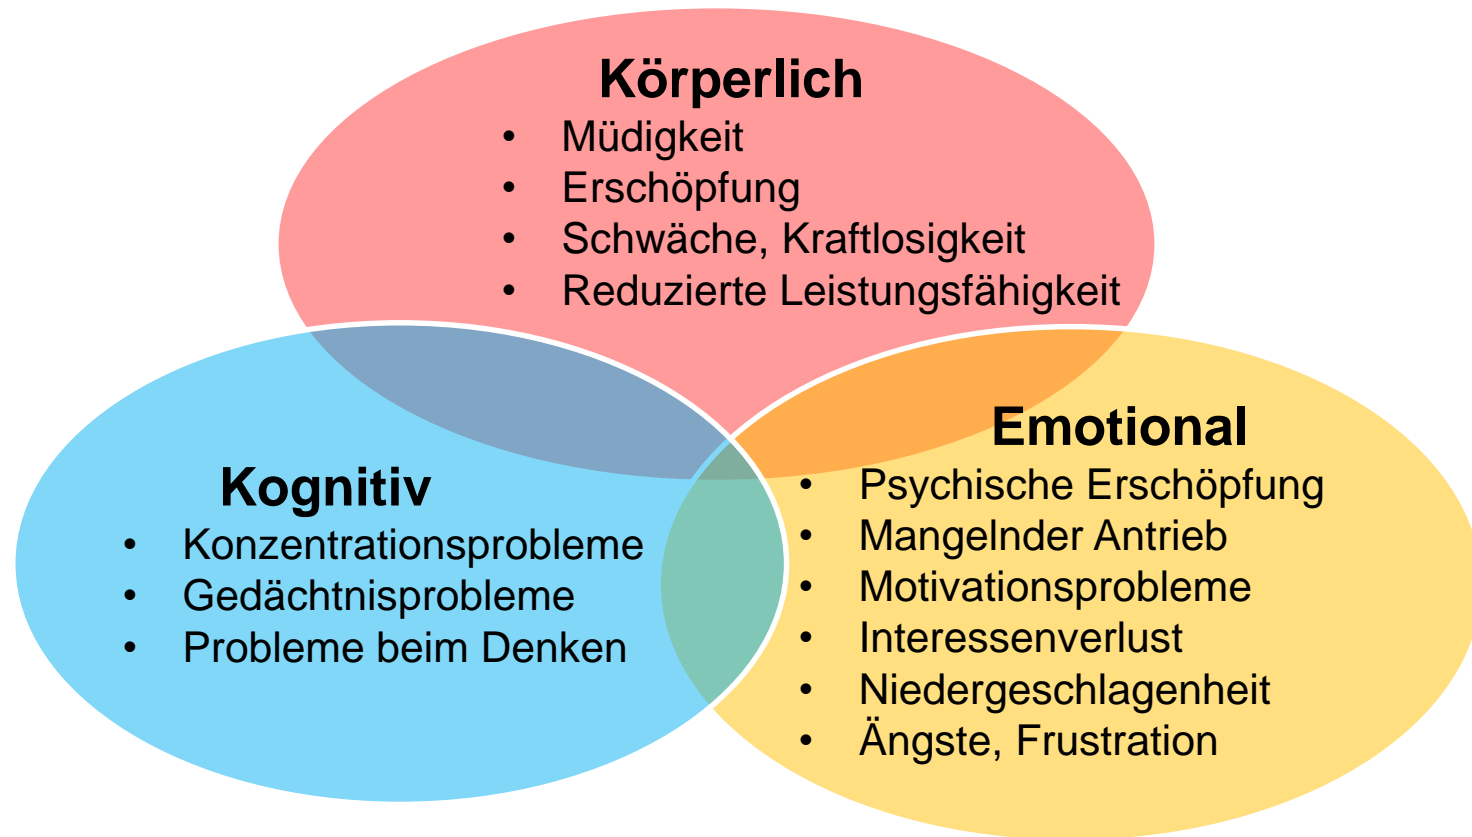 Körperlich
• Müdigkeit
• Erschöpfung
• Schwäche, Kraftlosigkeit
• Reduzierte Leistungsfähigkeit
Kognitiv
• Konzentrationsprobleme
• Gedächtnisprobleme
• Probleme beim Denken
Emotional
• Psychische Erschöpfung
• Mangelnder Antrieb
• Motivationsprobleme
• Interessenverlust
• Niedergeschlagenheit
• Ängste, Frustration